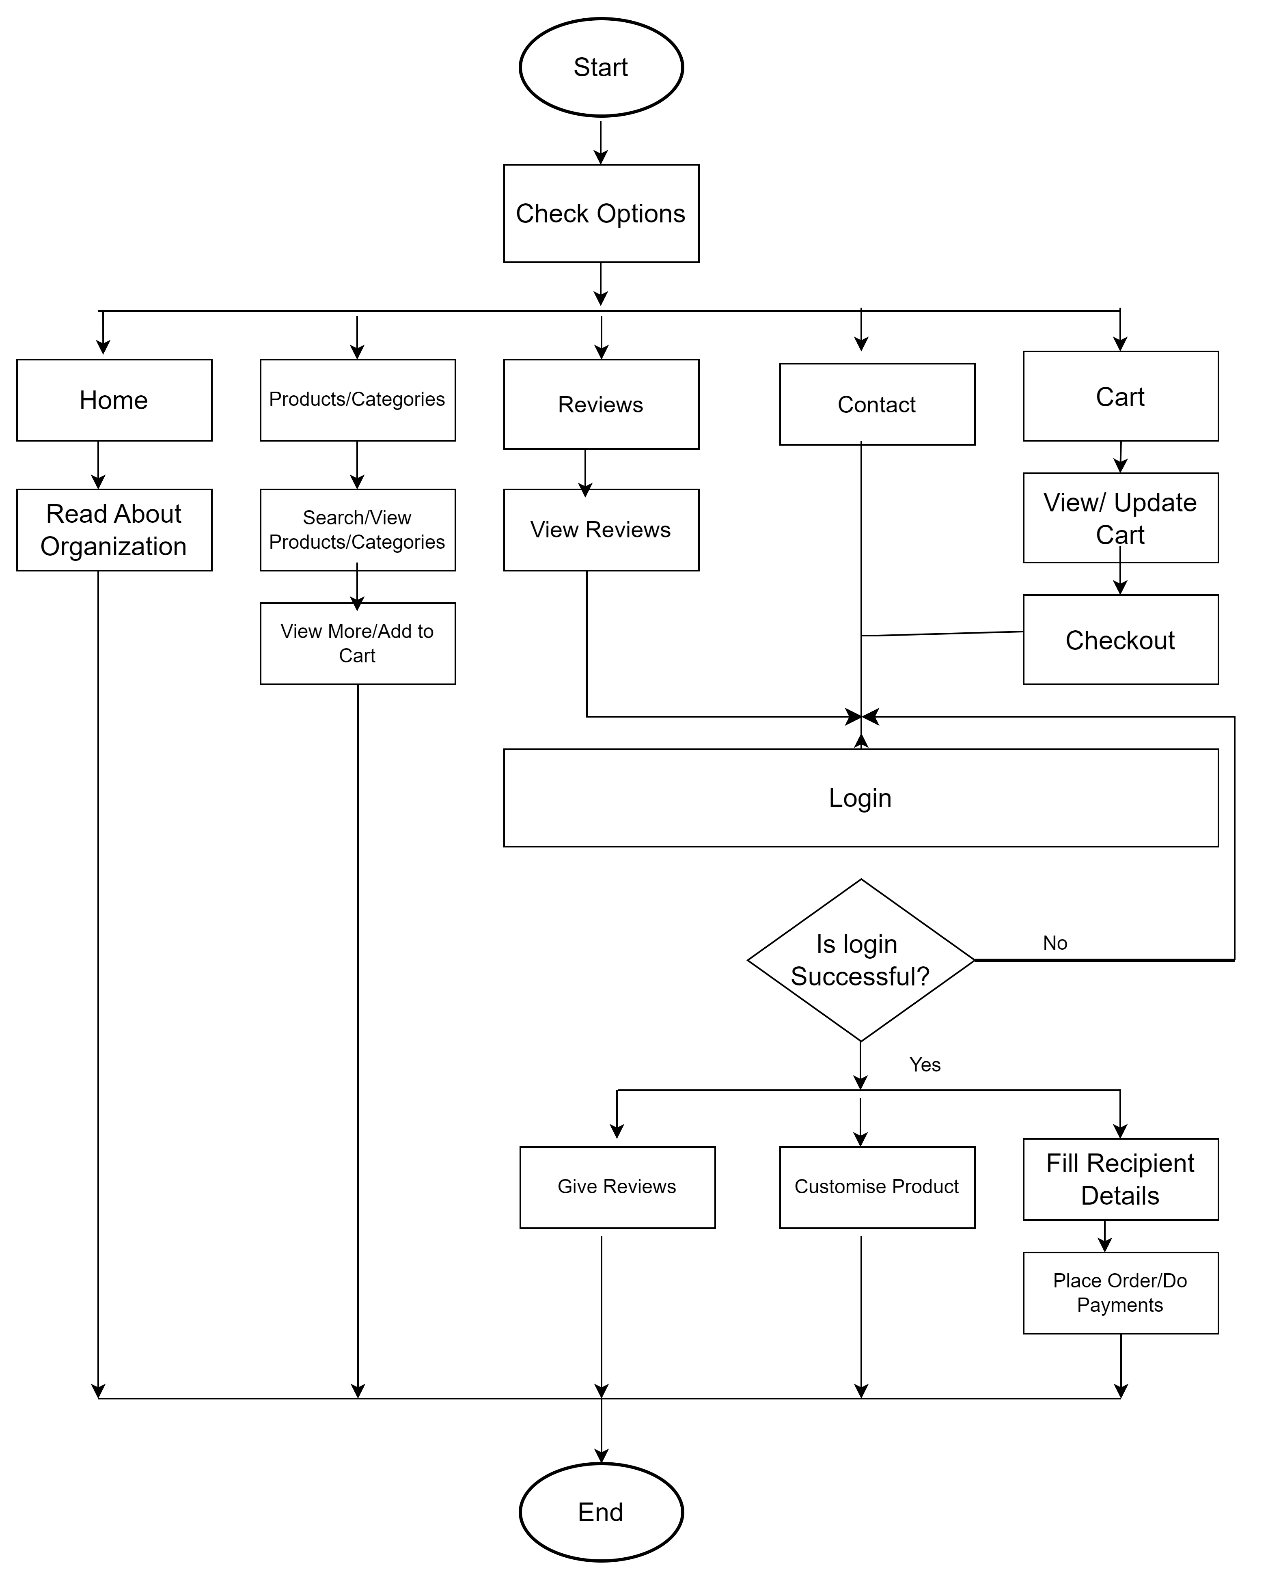 Start
Check Options
Home
Products/Categories
Reviews
Contact
Cart
Read About
Organization
Search/View
Products/Categories
View Reviews
View/ Update
Cart
View More/Add to
Cart
Checkout
Login
Is login
Successful?
No
Yes
Give Reviews
Customise Product
Fill Recipient
Details
Place Order/Do
Payments
End